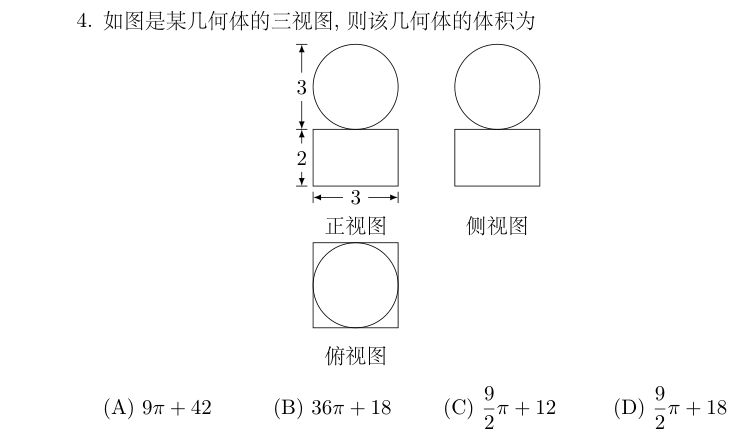 4. 如图是某几何体的三视图, 则该几何体的体积为
3
2
3
正视图 侧视图
俯视图
(A) 9π + 42 (B) 36π + 18 (C) 9/2π + 12 (D) 9/2π + 18